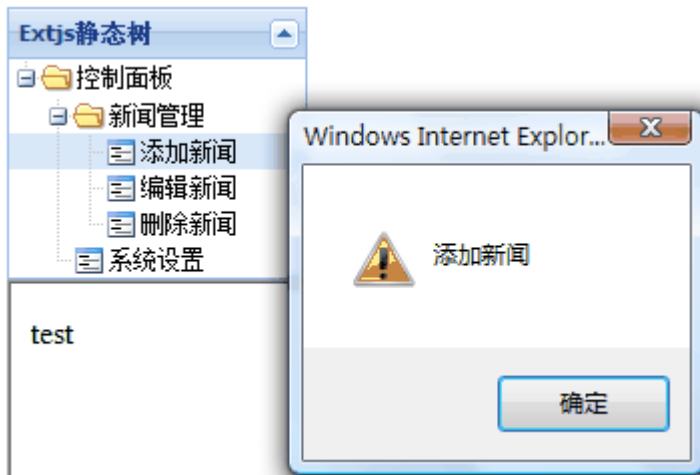 Extjs静态树
控制面板
新闻管理
添加新闻
编辑新闻
删除新闻
系统设置
test
Windows Internet Explor...
添加新闻
确定